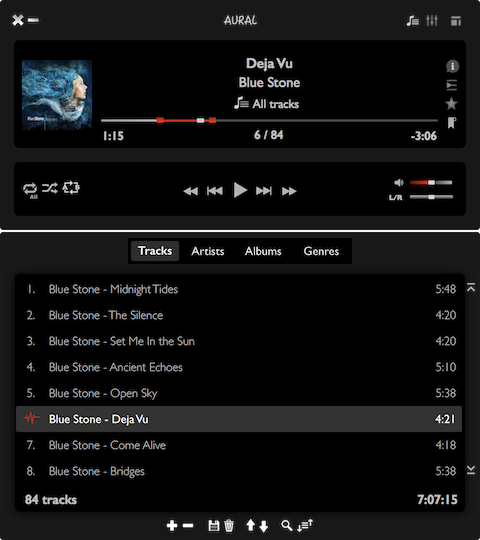 AURAL
Deja Vu
Blue Stone
All tracks
1:15
6 / 84
-3:06
All
L/R
Tracks Artists Albums Genres
1. Blue Stone - Midnight Tides 5:48
2. Blue Stone - The Silence 4:20
3. Blue Stone - Set Me In the Sun 4:20
4. Blue Stone - Ancient Echoes 5:10
5. Blue Stone - Open Sky 5:38
Blue Stone - Deja Vu 4:21
7. Blue Stone - Come Alive 4:18
8. Blue Stone - Bridges 5:38
84 tracks 7:07:15